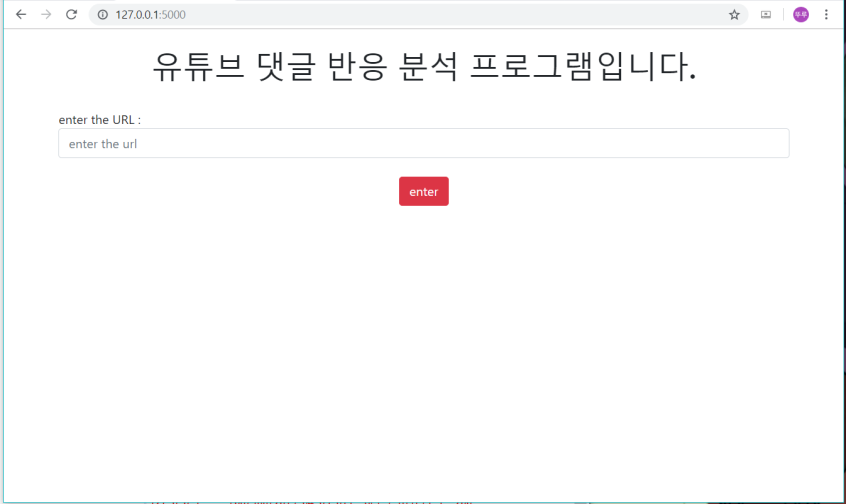 127.0.0.1:5000
유튜브 댓글 반응 분석 프로그램입니다.
enter the URL :
enter the url
enter